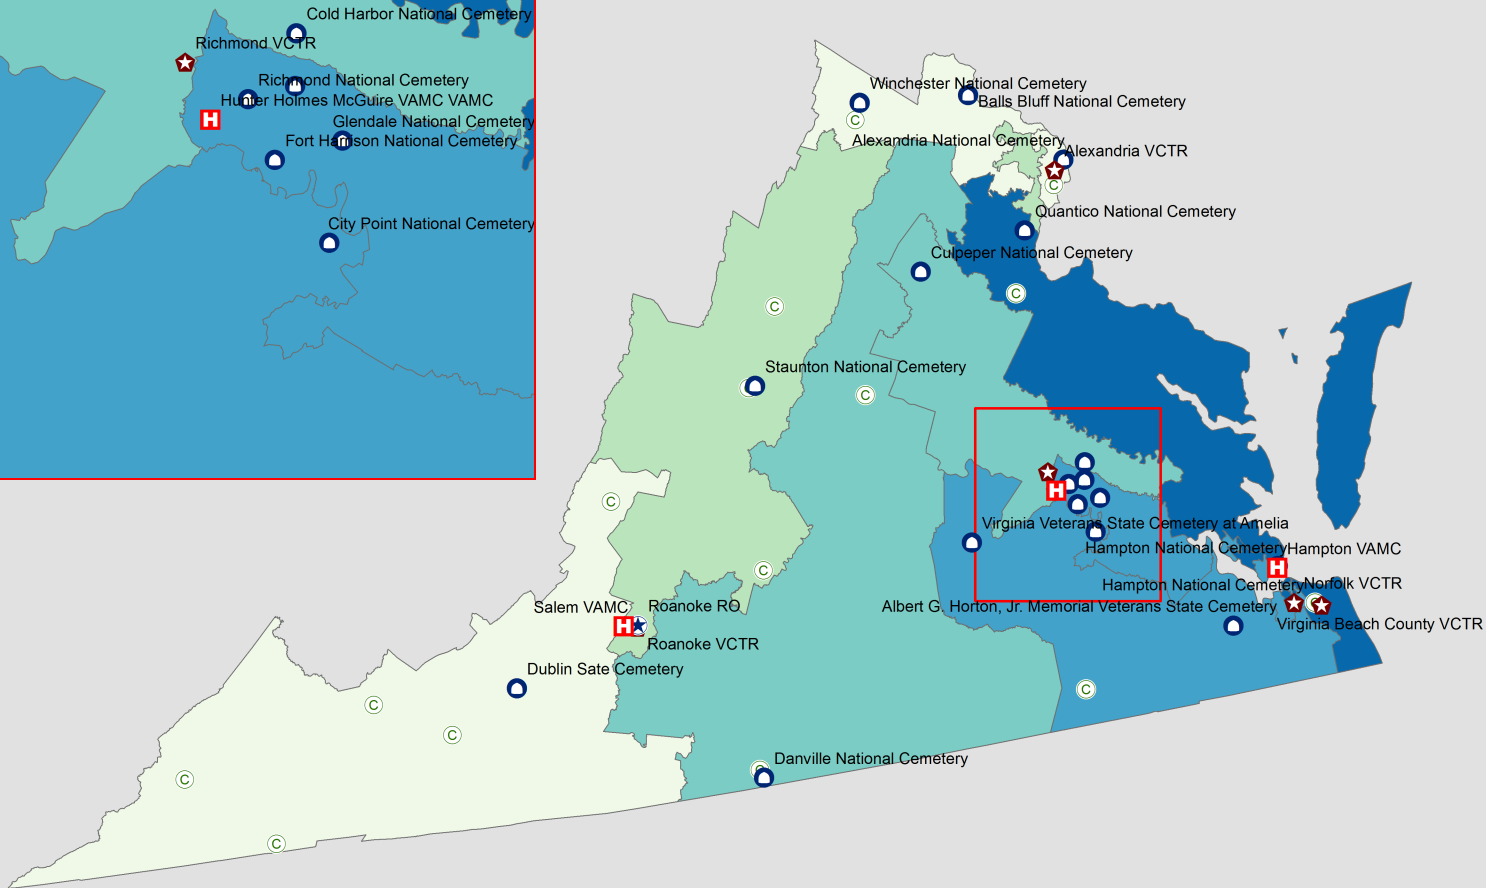 Cold Harbor National Cemetery
Richmond VCTR
Richmond National Cemetery
Hunter Holmes McGuire VAMC VAMC
Glendale National Cemetery
Fort Harrison National Cemetery
City Point National Cemetery
Winchester National Cemetery
Balls Bluff National Cemetery
C
Alexandria National Cemetery
Alexandria VCTR
C
Quantico National Cemetery
Culpeper National Cemetery
C
C
Staunton National Cemetery
C
C
H
C
H
Virginia Veterans State Cemetery at Amelia
Hampton National Cemetery
Hampton VAMC
C
H
Hampton National Cemetery
Norfolk VCTR
Salem VAMC
Roanoke RO
Albert G. Horton, Jr. Memorial Veterans State Cemetery
C
H
Virginia Beach County VCTR
Roanoke VCTR
Dublin Sate Cemetery
C
C
C
Danville National Cemetery
C
C
C